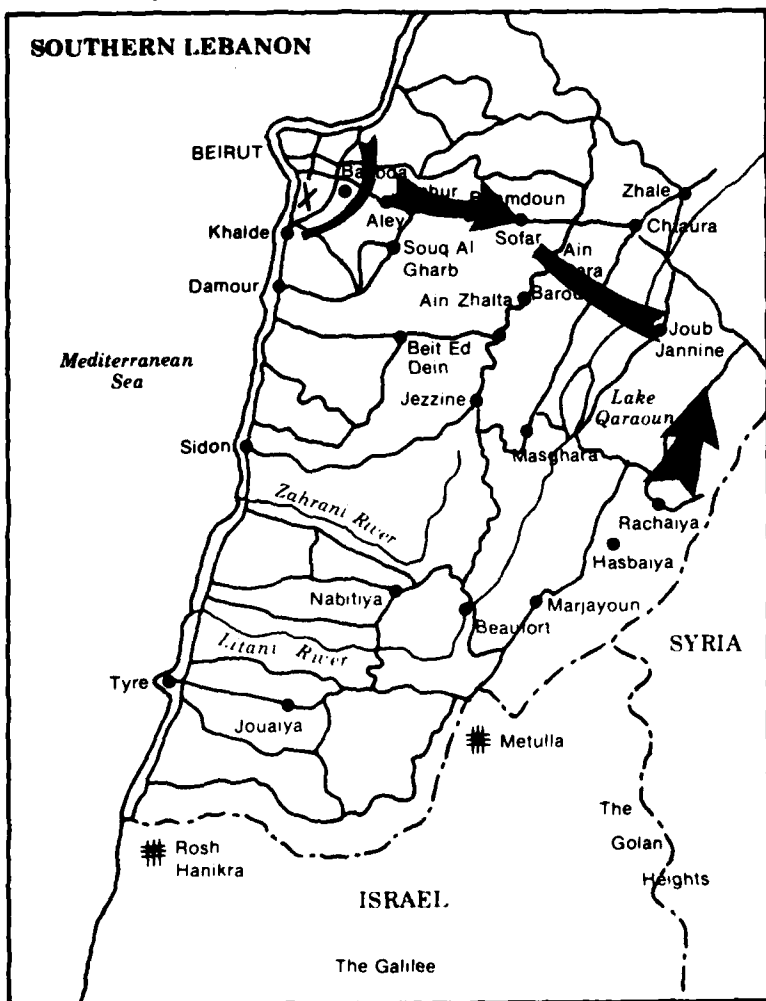 SOUTHERN LEBANON
BEIRUT
X
Aley
Sofar
Zhale
Chtaura
Khalde
Souq Al
Gharb
Ain
Damour
Ain Zhalta
Joub
Jannine
Mediterranean
Sea
Beit Ed
Dein
Jezzine
Lake
Qaraoun
Sidon
Masghara
Zahrani River
Rachaiya
Hasbaiya
Nabitiya
Beaufort
Marjayoun
Litani River
SYRIA
Tyre
Jouaiya
Metulla
The
Golan
Heights
Rosh
Hanikra
ISRAEL
The Galilee